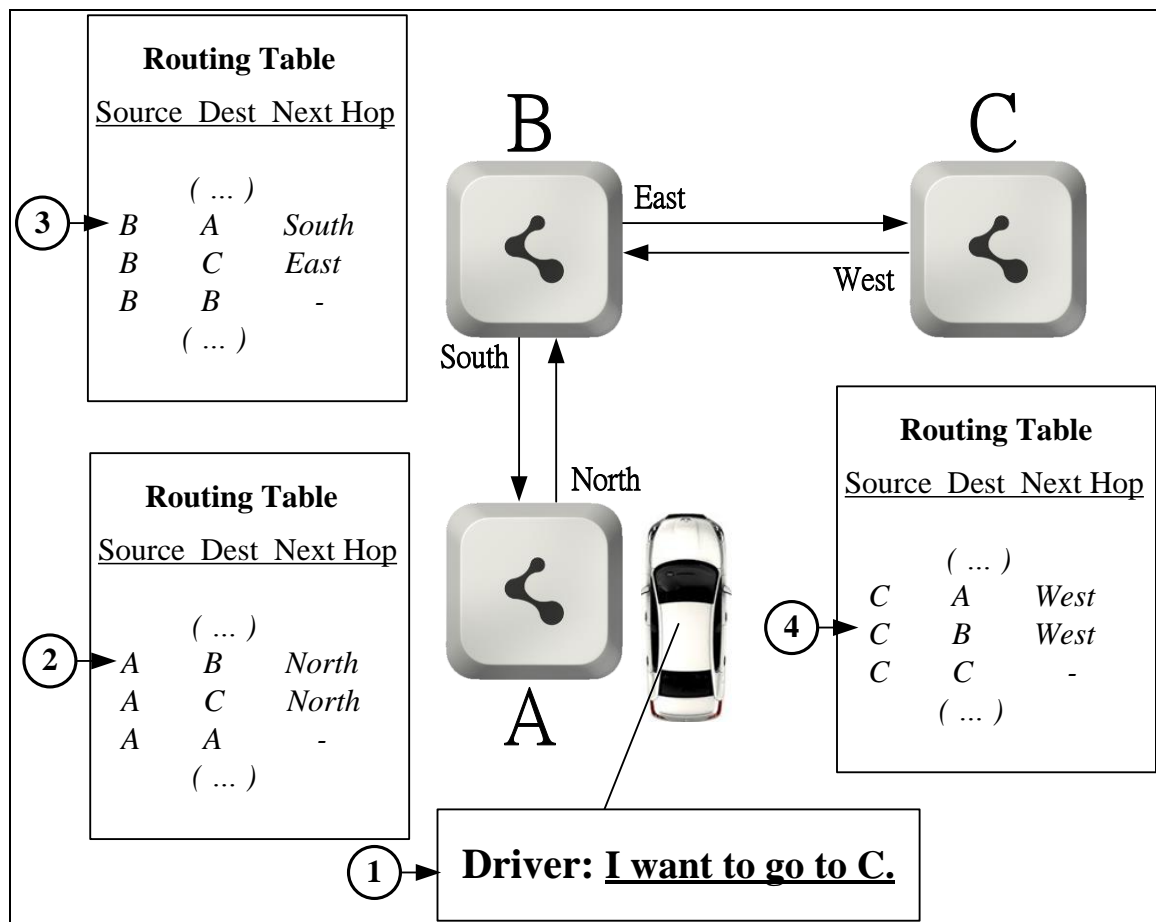 Routing Table
Source Dest Next Hop
( ... )
3
B A South
B C East
B B -
( ... )
B
C
East
West
South
North
A
Routing Table
Source Dest Next Hop
( ... )
2
A B North
A C North
A A -
( ... )
Routing Table
Source Dest Next Hop
( ... )
C A West
4
C B West
C C -
( ... )
1
Driver: I want to go to C.